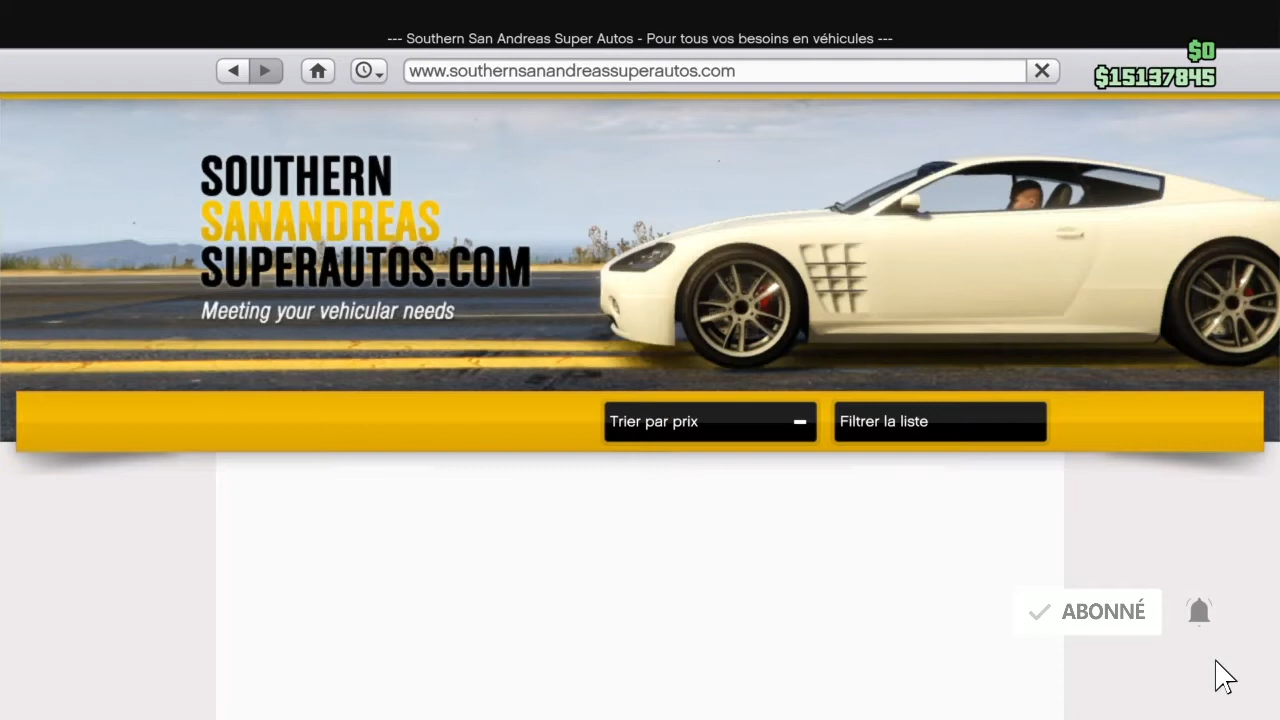 --- Southern San Andreas Super Autos - Pour tous vos besoins en véhicules ---
$0
www.southernsanandreassuperautos.com
$15137845
SOUTHERN
SANANDREAS
SUPERAUTOS.COM
Meeting your vehicular needs
Trier par prix
Filtrer la liste
ABONNÉ